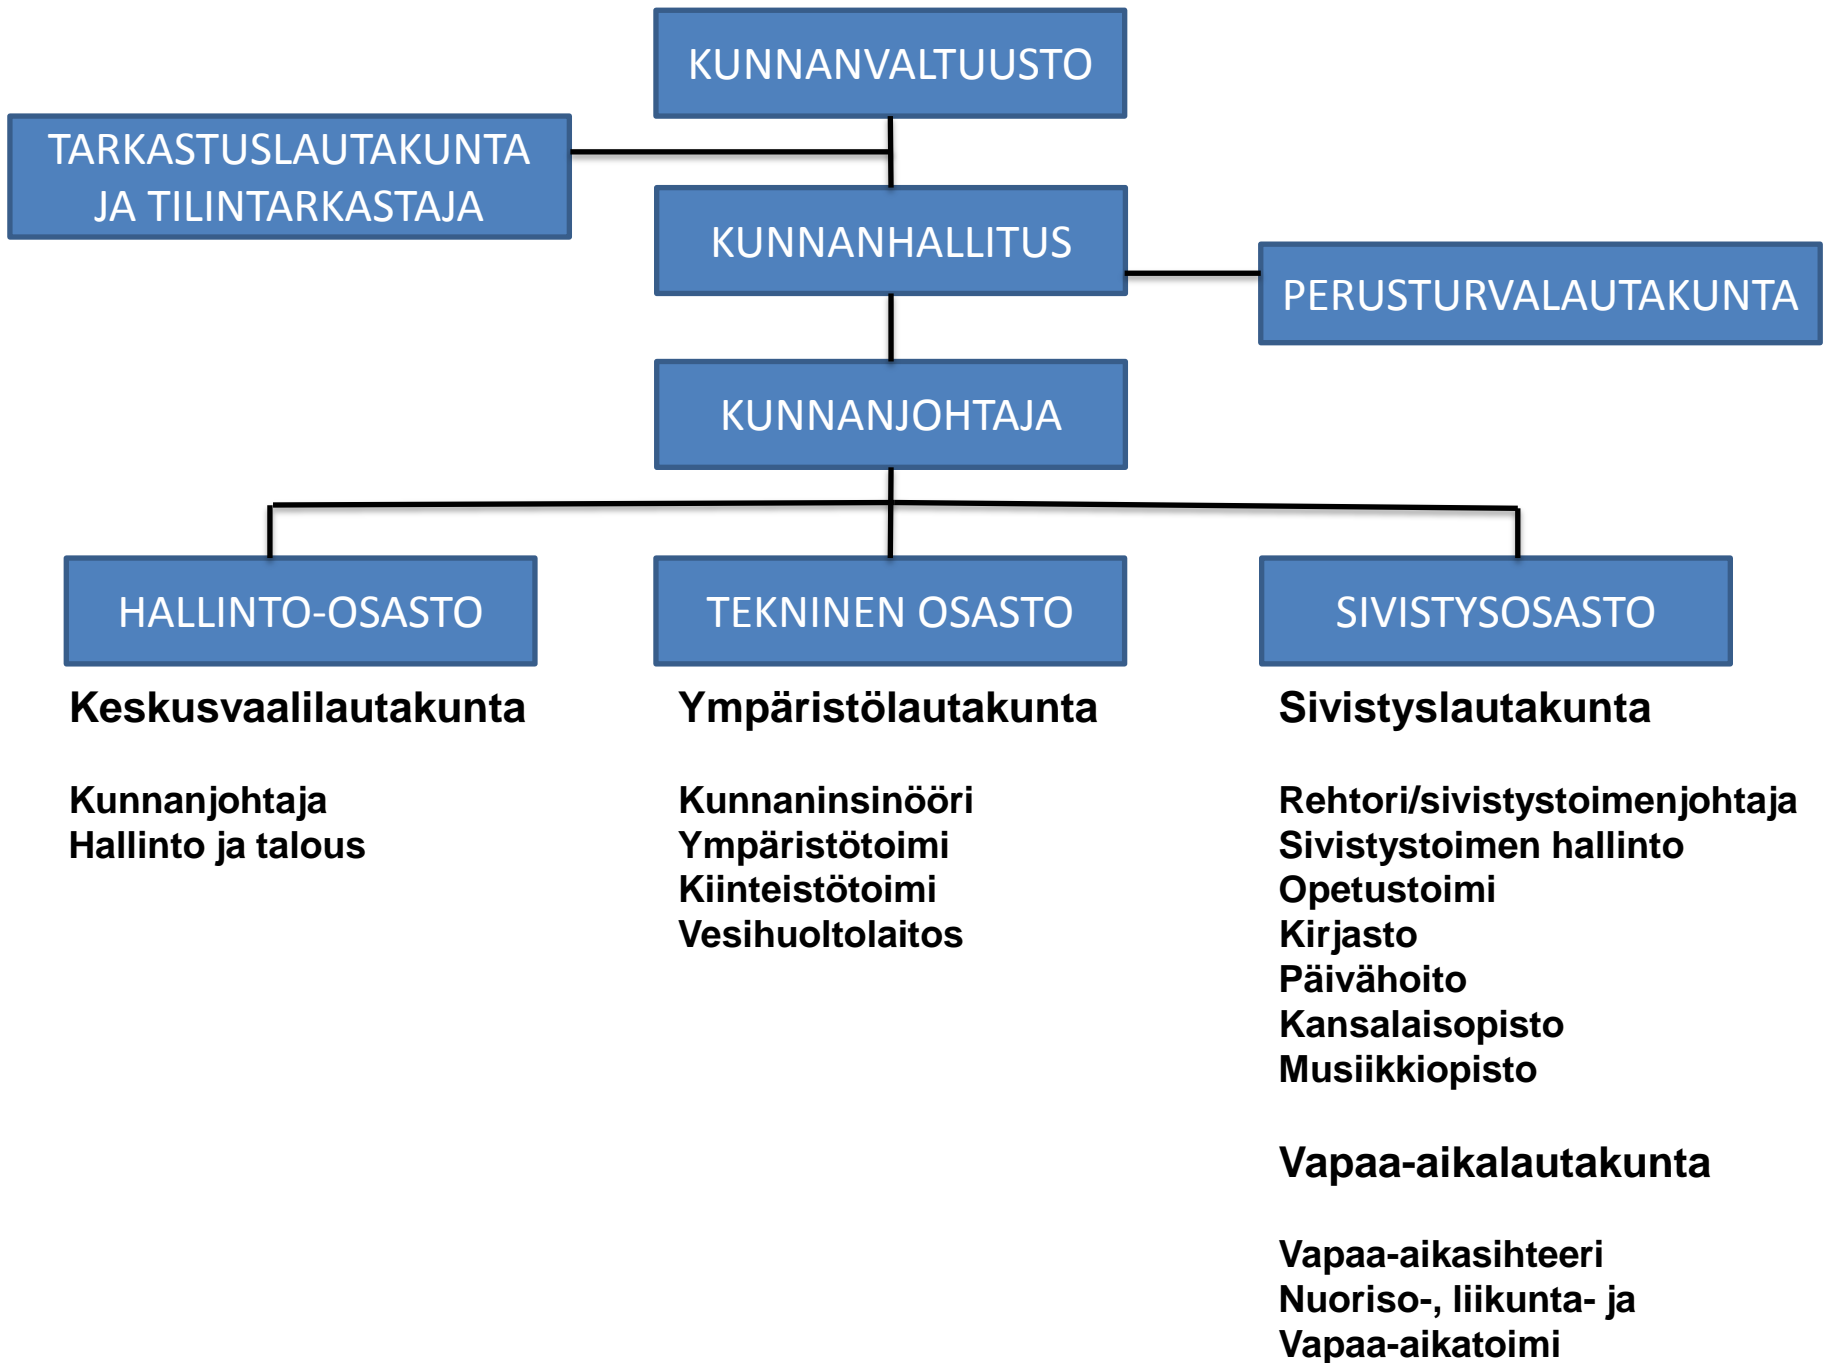 KUNNANVALTUUSTO
TARKASTUSLAUTAKUNTA
JA TILINTARKASTAJA
KUNNANHALLITUS
PERUSTURVALAUTAKUNTA
KUNNANJOHTAJA
HALLINTO-OSASTO
TEKNINEN OSASTO
SIVISTYSOSASTO
Keskusvaalilautakunta
Kunnanjohtaja
Hallinto ja talous
Ympäristölautakunta
Kunnaninsinööri
Ympäristötoimi
Kiinteistötoimi
Vesihuoltolaitos
Sivistyslautakunta
Rehtori/sivistystoimenjohtaja
Sivistystoimen hallinto
Opetustoimi
Kirjasto
Päivähoito
Kansalaisopisto
Musiikkiopisto
Vapaa-aikalautakunta
Vapaa-aikasihteeri
Nuoriso-, liikunta- ja
Vapaa-aikatoimi